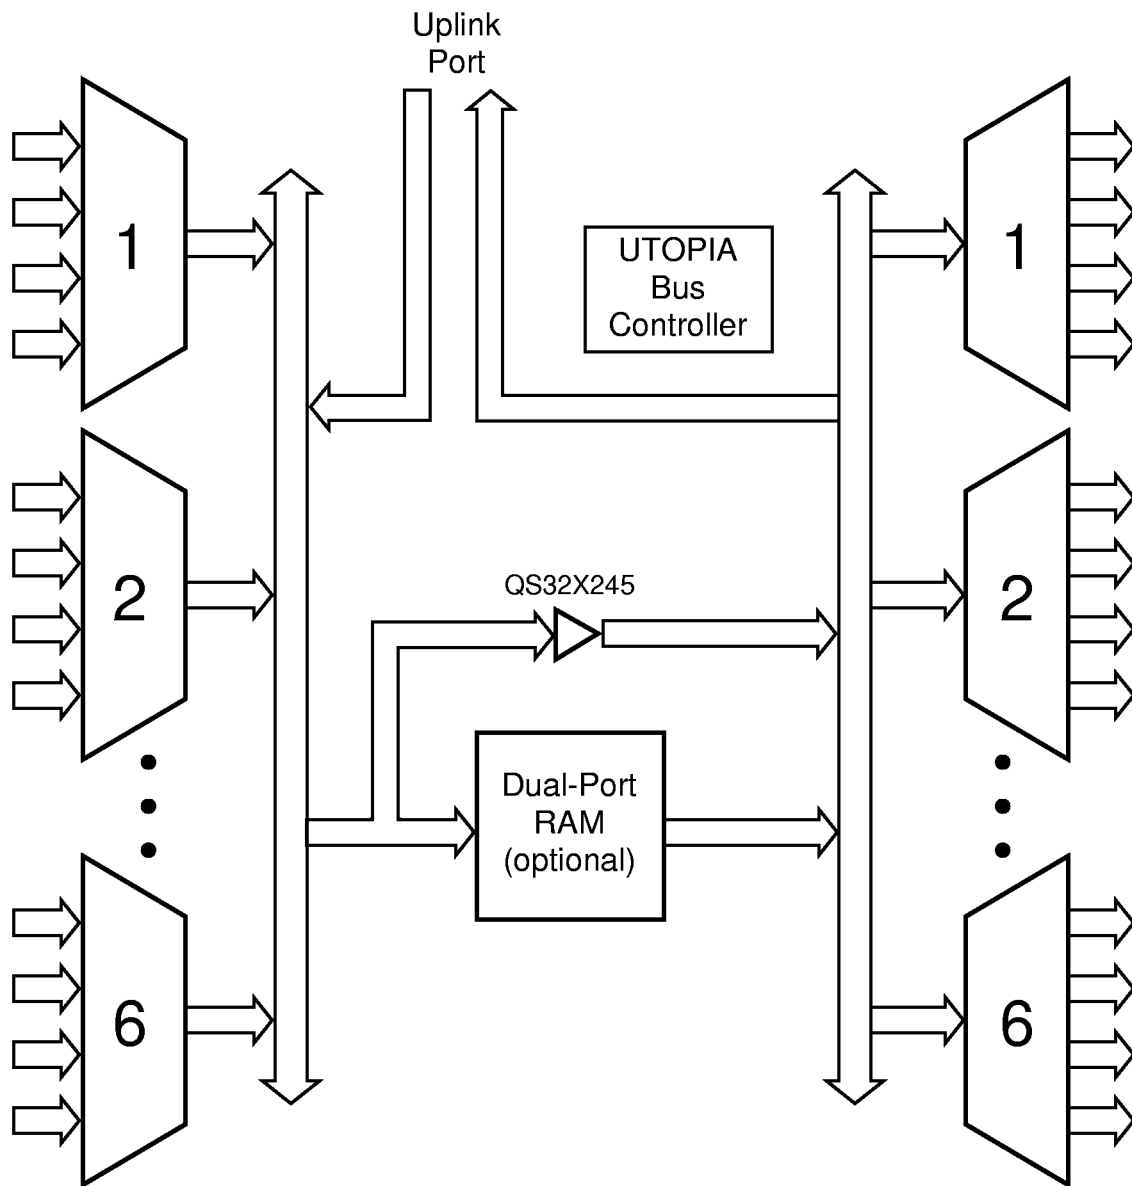 Uplink
Port
1
UTOPIA
Bus
Controller
1
2
QS32X245
2
Dual-Port
RAM
(optional)
6
6